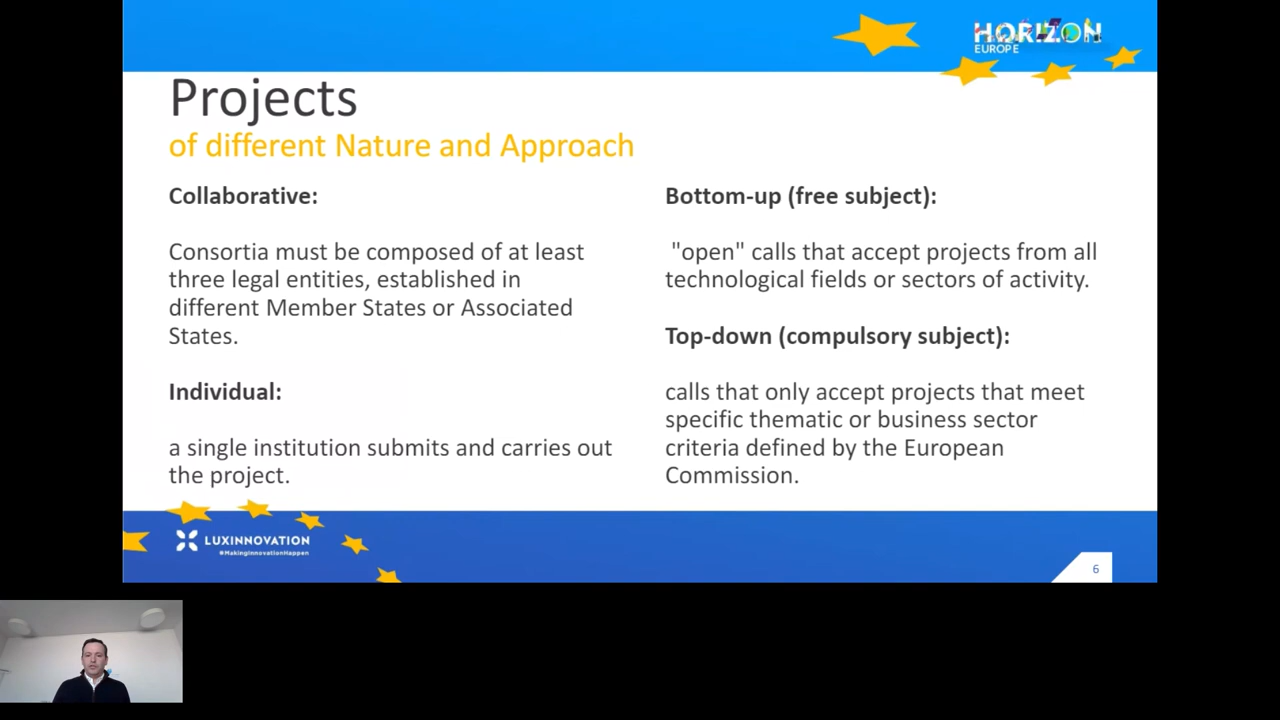 HORIZON
EUROPE
Projects
of different Nature and Approach
Collaborative:
Consortia must be composed of at least
three legal entities, established in
different Member States or Associated
States.
Individual:
a single institution submits and carries out
the project.
Bottom-up (free subject):
"open" calls that accept projects from all
technological fields or sectors of activity.
Top-down (compulsory subject):
calls that only accept projects that meet
specific thematic or business sector
criteria defined by the European
Commission.
LUXINNOVATION
#MakingInnovationHappen
6